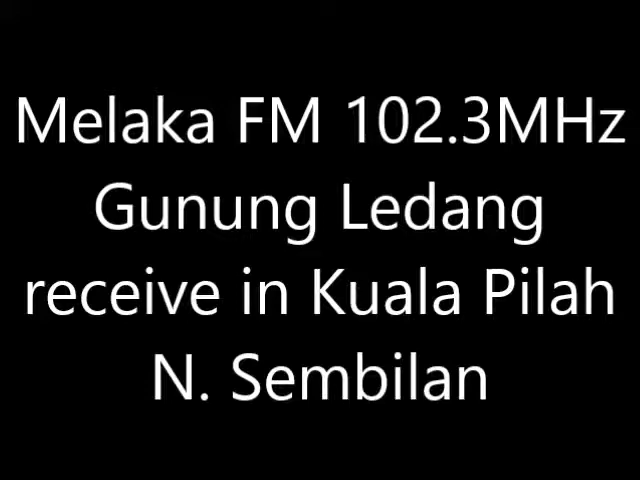 Melaka FM 102.3MHz
Gunung Ledang
receive in Kuala Pilah
N. Sembilan